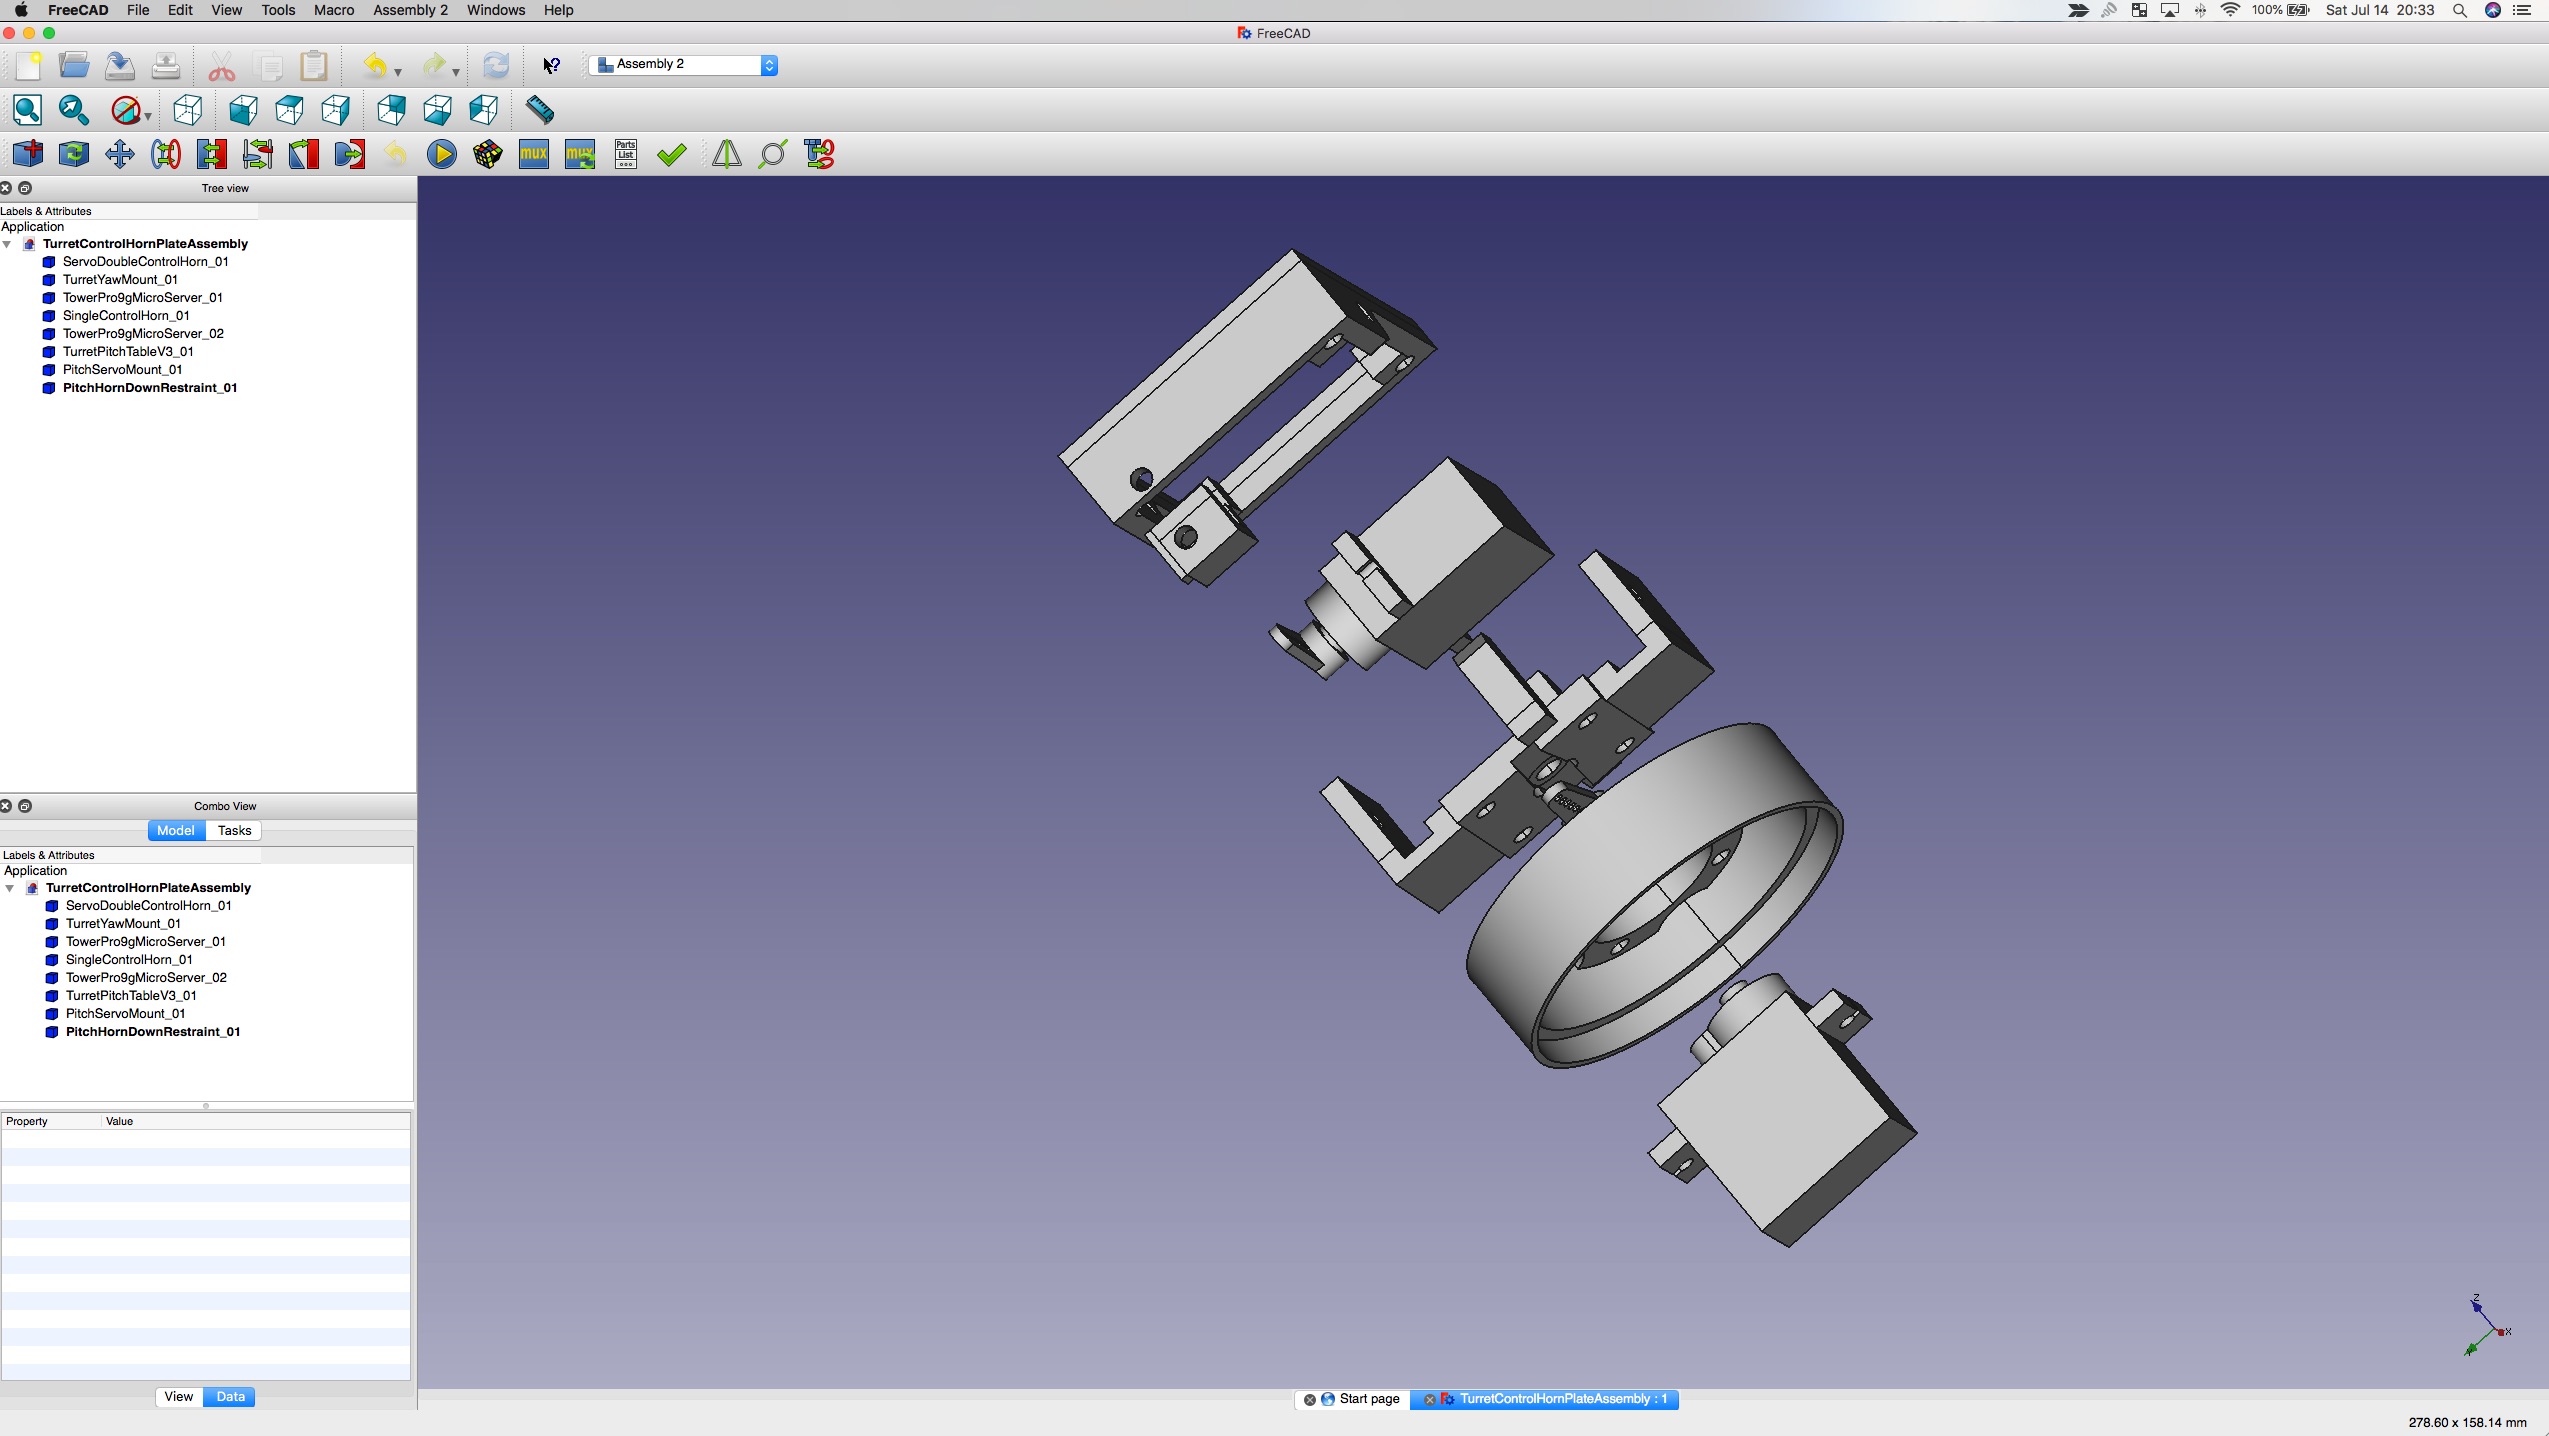 FreeCAD File Edit View Tools Macro Assembly 2 Windows Help 100% Sat Jul 14 20:33
FreeCAD
Assembly 2
mux mux Parts List
Tree view
Labels & Attributes
Application
TurretControlHornPlateAssembly
ServoDoubleControlHorn_01
TurretYawMount_01
TowerPro9gMicroServer_01
SingleControlHorn_01
TowerPro9gMicroServer_02
TurretPitchTableV3_01
PitchServoMount_01
PitchHornDownRestraint_01
Combo View
Model Tasks
Labels & Attributes
Application
TurretControlHornPlateAssembly
ServoDoubleControlHorn_01
TurretYawMount_01
TowerPro9gMicroServer_01
SingleControlHorn_01
TowerPro9gMicroServer_02
TurretPitchTableV3_01
PitchServoMount_01
PitchHornDownRestraint_01
Property Value
View Data
Z
X
Start page TurretControlHornPlateAssembly : 1
278.60 x 158.14 mm